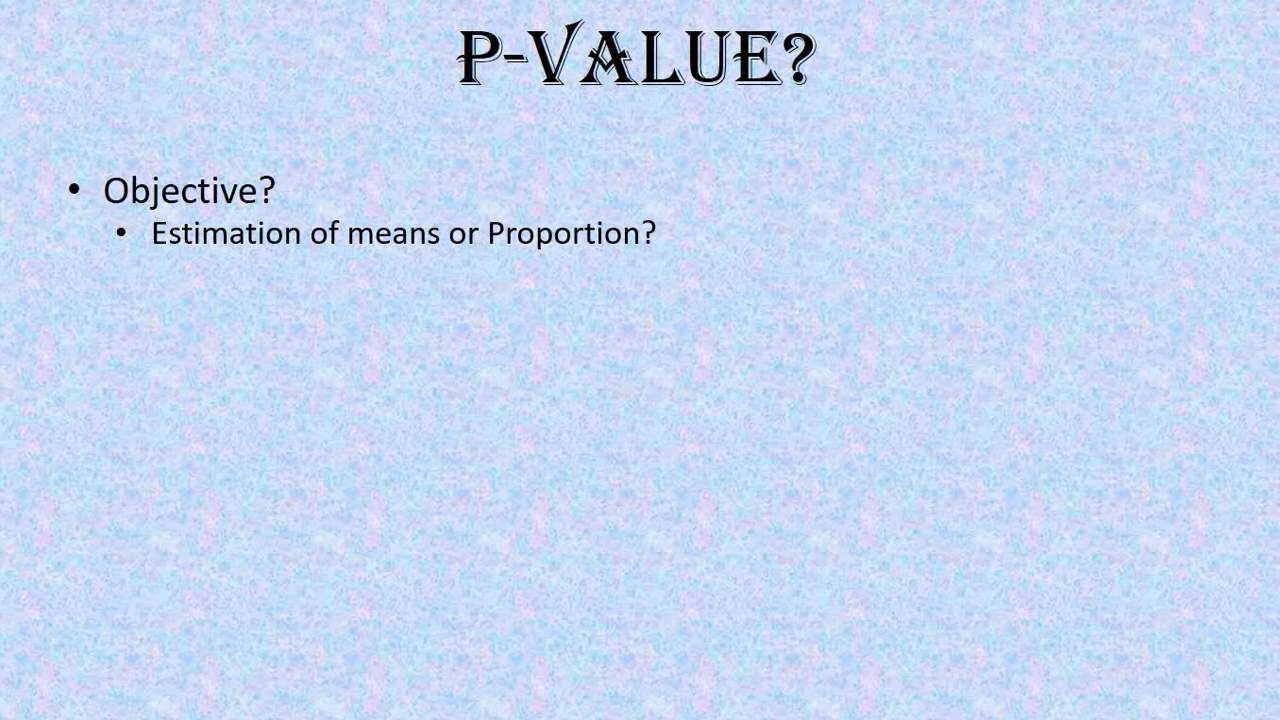 P-VALUE?
• Objective?
• Estimation of means or Proportion?